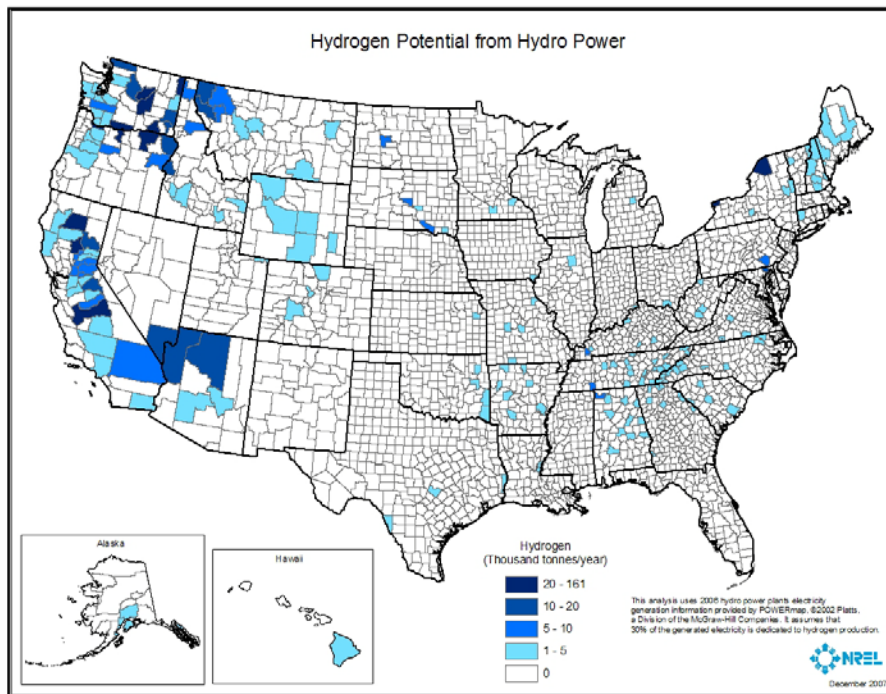 Hydrogen Potential from Hydro Power
Alaska
Hawaii
Hydrogen
(Thousand tonnes/year)
20 - 161
10 - 20
5 - 10
1 - 5
0
This analysis uses 2006 hydro power plants electricity
generation information provided by POWERmap, ©2002 Platts,
a Division of the McGraw-Hill Companies. It assumes that
30% of the generated electricity is dedicated to hydrogen production.
NREL
December 2007